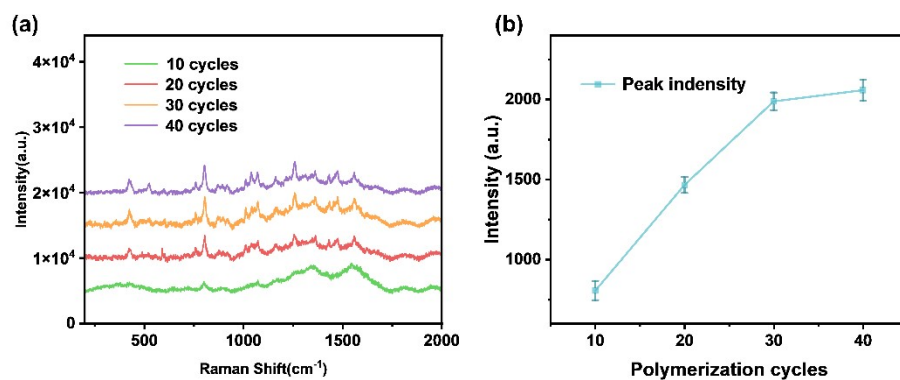 (a)
4×10⁴
3×10⁴
2×10⁴
1×10⁴
0
Intensity(a.u.)
10 cycles
20 cycles
30 cycles
40 cycles
500
1000
1500
2000
Raman Shift(cm⁻¹)
(b)
2000
1500
1000
Intensity (a.u.)
Peak indensity
10
20
30
40
Polymerization cycles